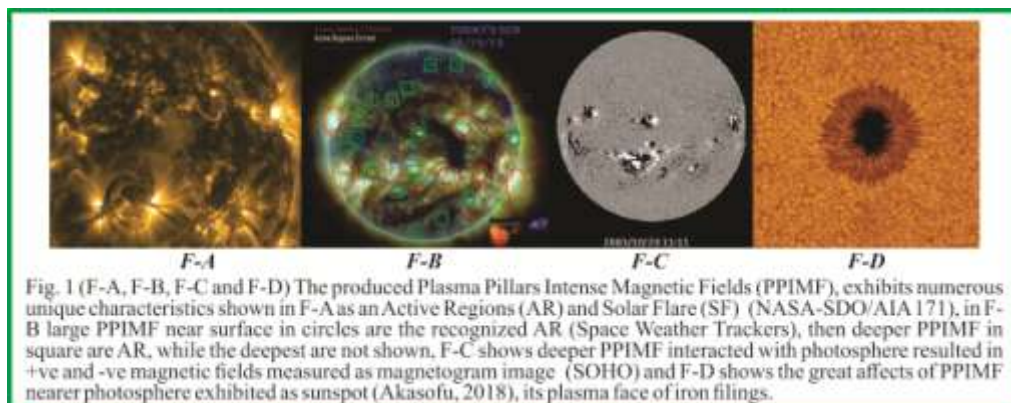 F-A
F-B
F-C
F-D
Fig. 1 (F-A, F-B, F-C and F-D) The produced Plasma Pillars Intense Magnetic Fields (PPIMF), exhibits numerous
unique characteristics shown in F-A as an Active Regions (AR) and Solar Flare (SF) (NASA-SDO/AIA 171), in F-
B large PPIMF near surface in circles are the recognized AR (Space Weather Trackers), then deeper PPIMF in
square are AR, while the deepest are not shown. F-C shows deeper PPIMF interacted with photosphere resulted in
+ve and -ve magnetic fields measured as magnetogram image (SOHO) and F-D shows the great affects of PPIMF
nearer photosphere exhibited as sunspot (Akasofu, 2018), its plasma face of iron filings.